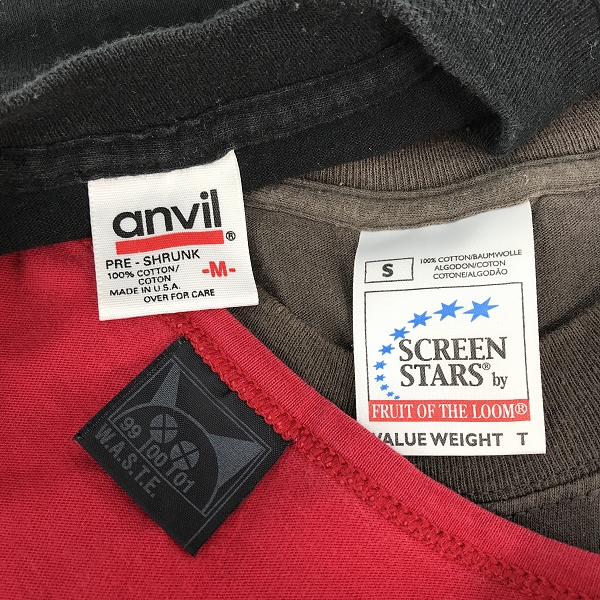 anvil®
PRE-SHRUNK
100% COTTON/
COTON
-M-
MADE IN U.S.A.
OVER FOR CARE
S
100% COTTON/BAUMWOLLE
ALGODON/COTON
COTONE/ALGODÃO
SCREEN
STARS® by
FRUIT OF THE LOOM®
VALUE WEIGHT T
99 100 01
W.A.S.T.E.